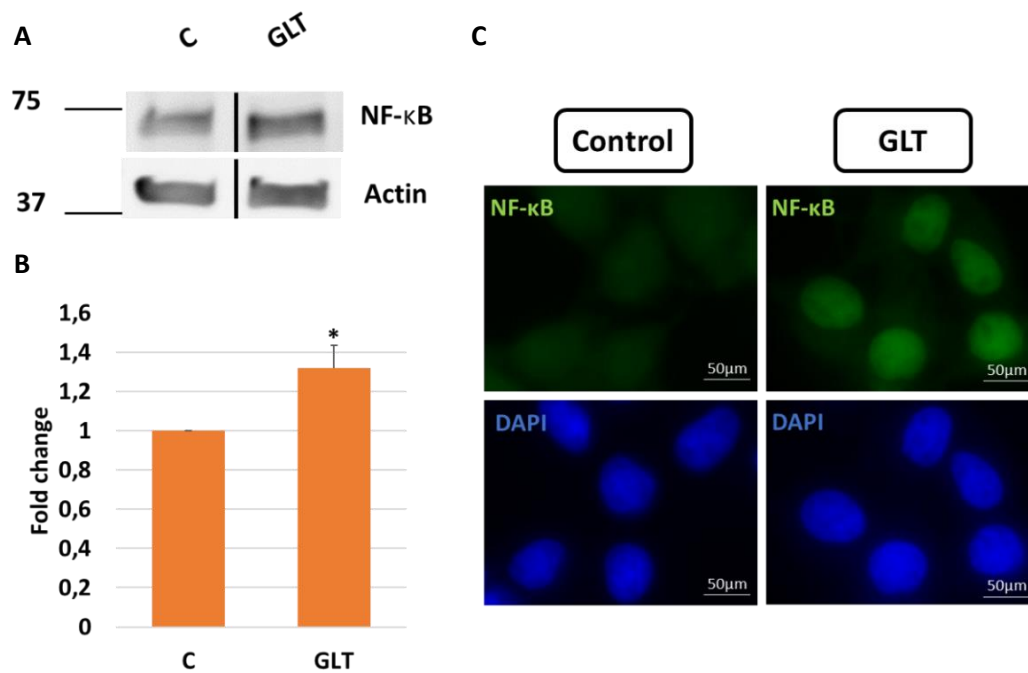 A
C
GLT
75
NF-κB
37
Actin
B
Fold change
1,6
1,4
1,2
1
0,8
0,6
0,4
0,2
0
*
C
GLT
C
Control
GLT
NF-κB
50μm
NF-κB
50μm
DAPI
50μm
DAPI
50μm